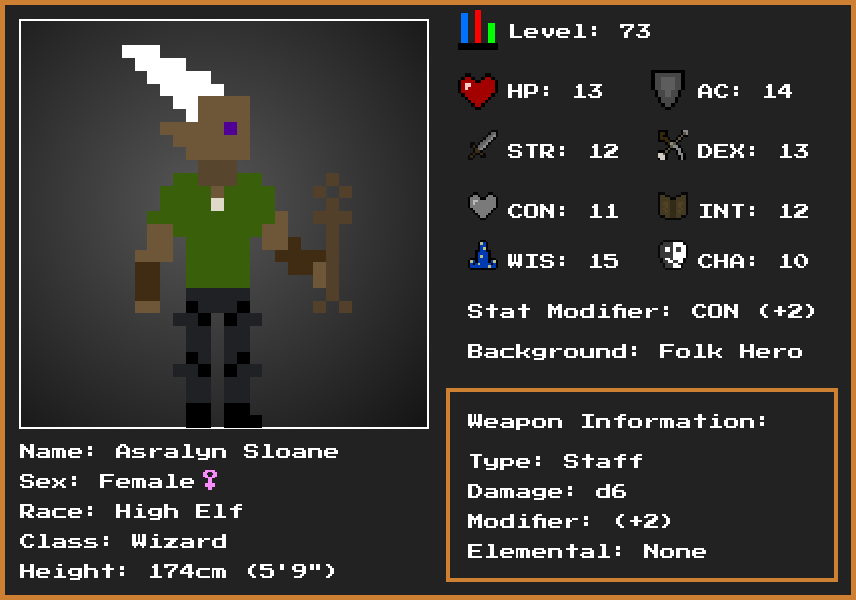 Level: 73
HP: 13
AC: 14
STR: 12
DEX: 13
CON: 11
INT: 12
WIS: 15
CHA: 10
Stat Modifier: CON (+2)
Background: Folk Hero
Weapon Information:
Type: Staff
Damage: d6
Modifier: (+2)
Elemental: None
Name: Asralyn Sloane
Sex: Female♀
Race: High Elf
Class: Wizard
Height: 174cm (5'9")